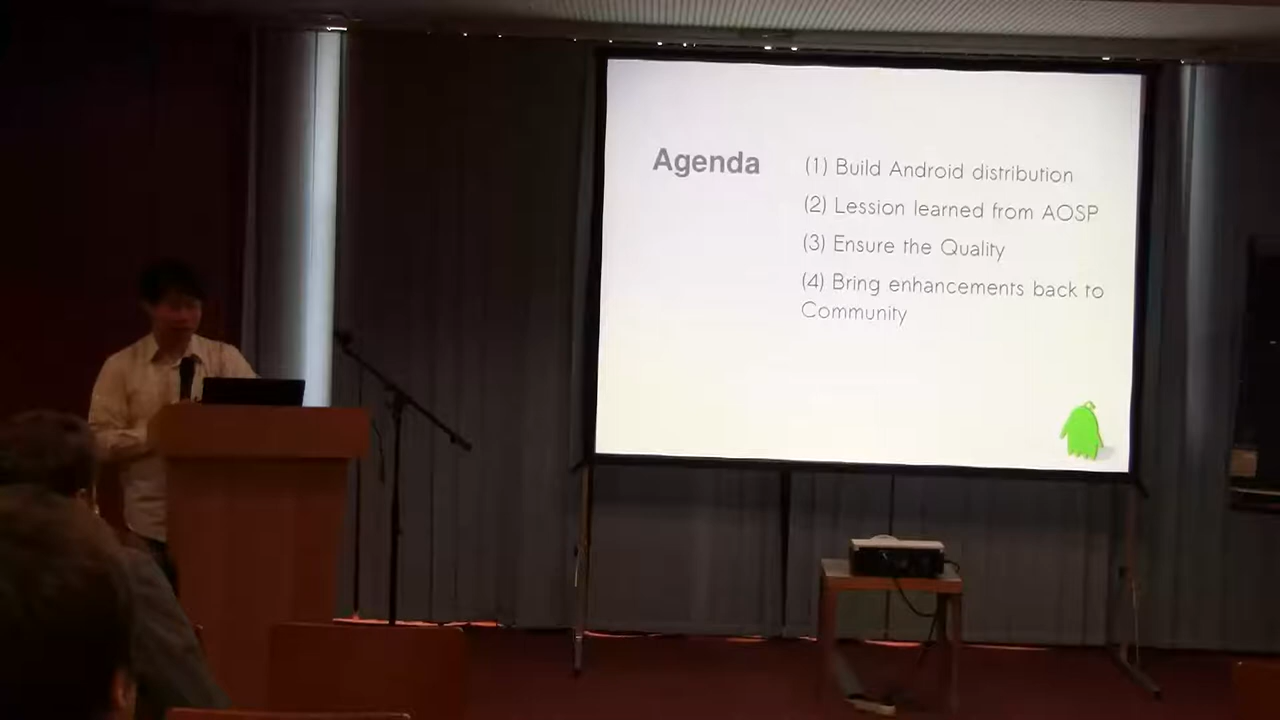 Agenda
(1) Build Android distribution
(2) Lession learned from AOSP
(3) Ensure the Quality
(4) Bring enhancements back to
Community